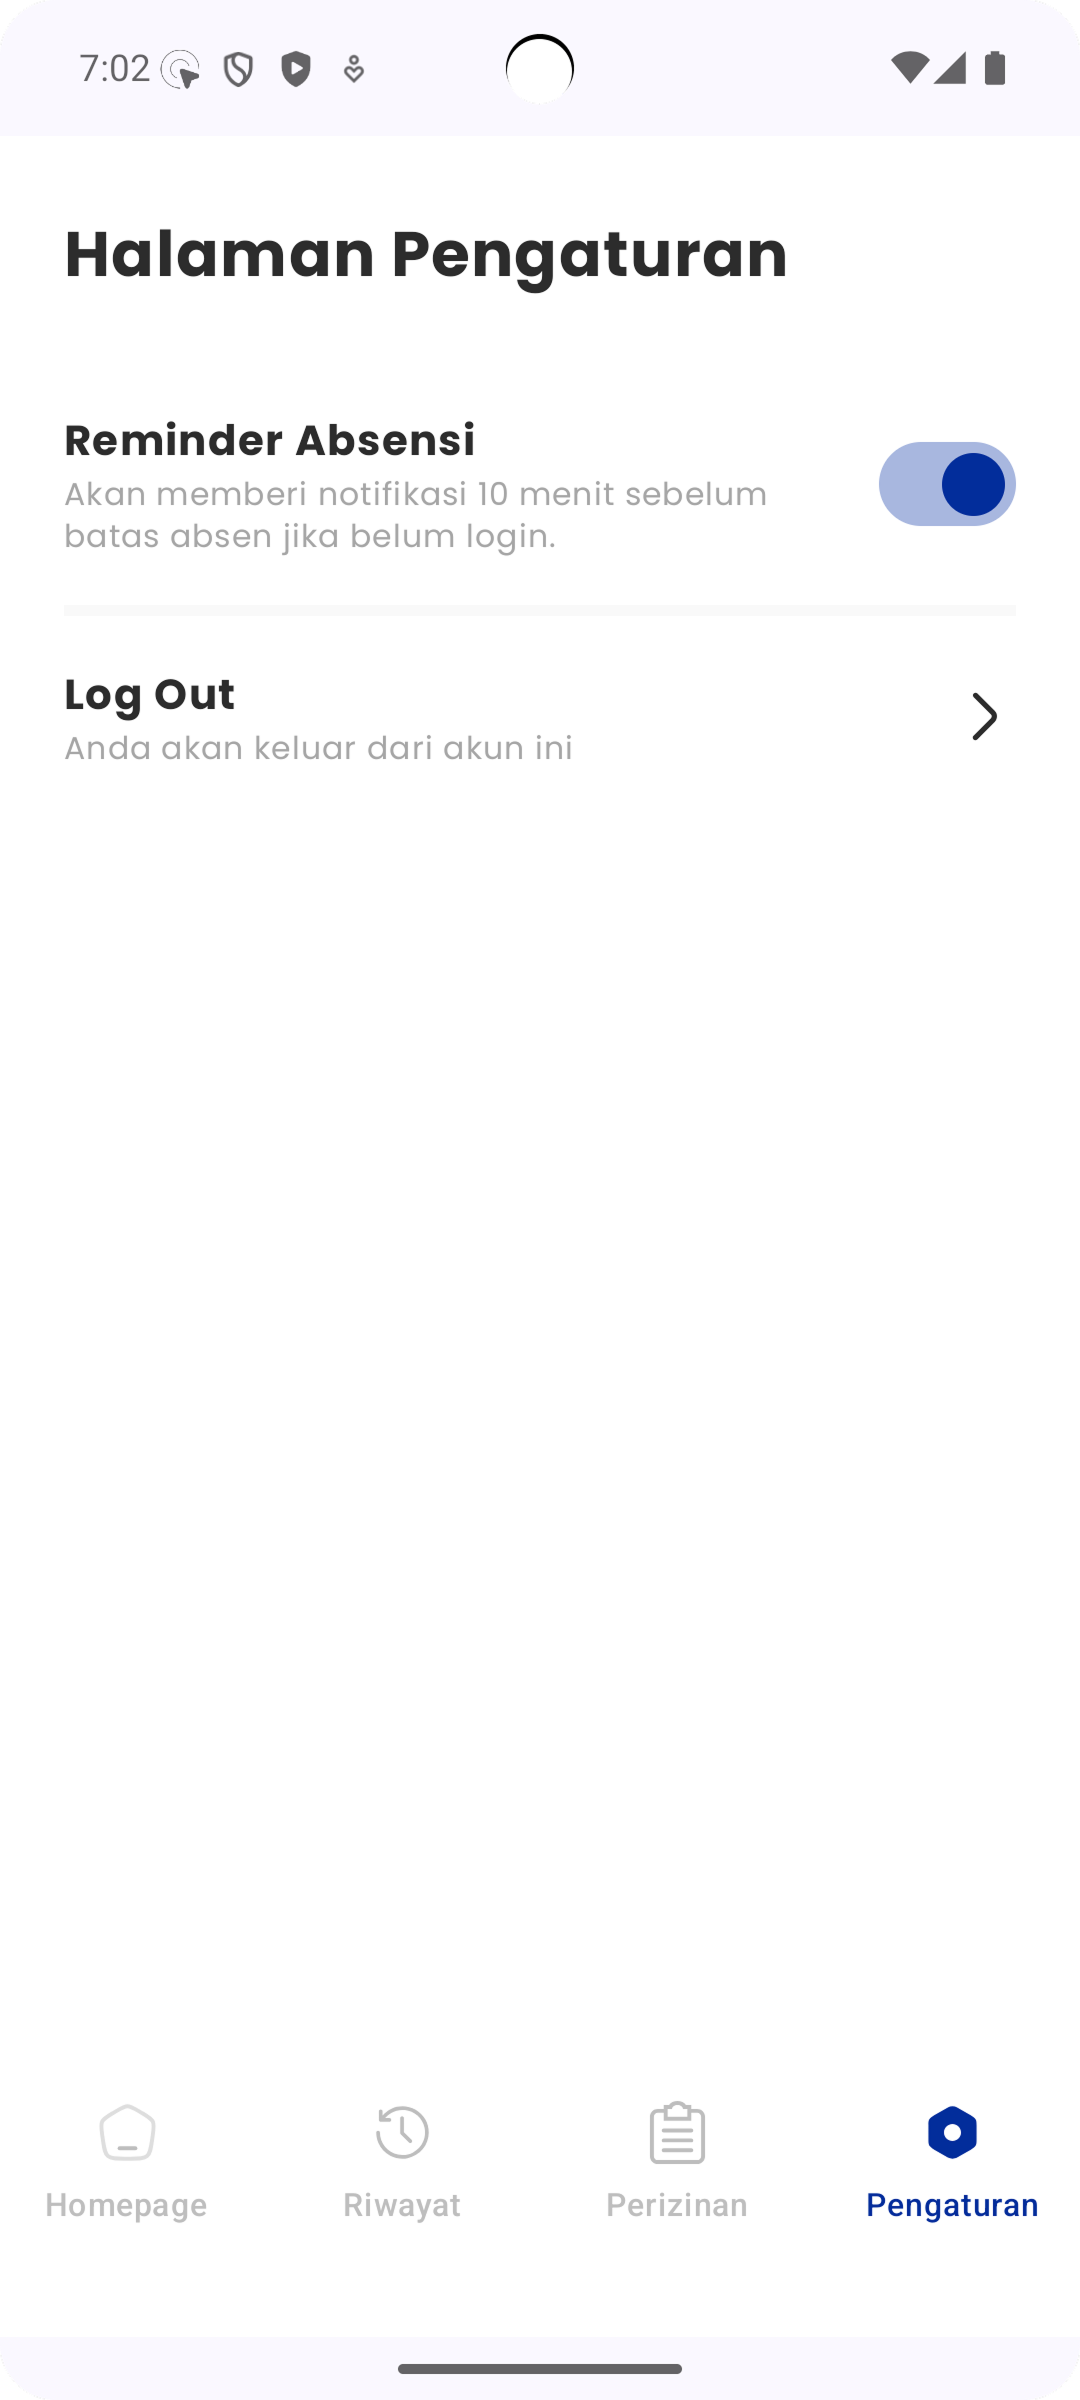 7:02
Halaman Pengaturan
Reminder Absensi
Akan memberi notifikasi 10 menit sebelum
batas absen jika belum login.
Log Out
Anda akan keluar dari akun ini
Homepage
Riwayat
Perizinan
Pengaturan